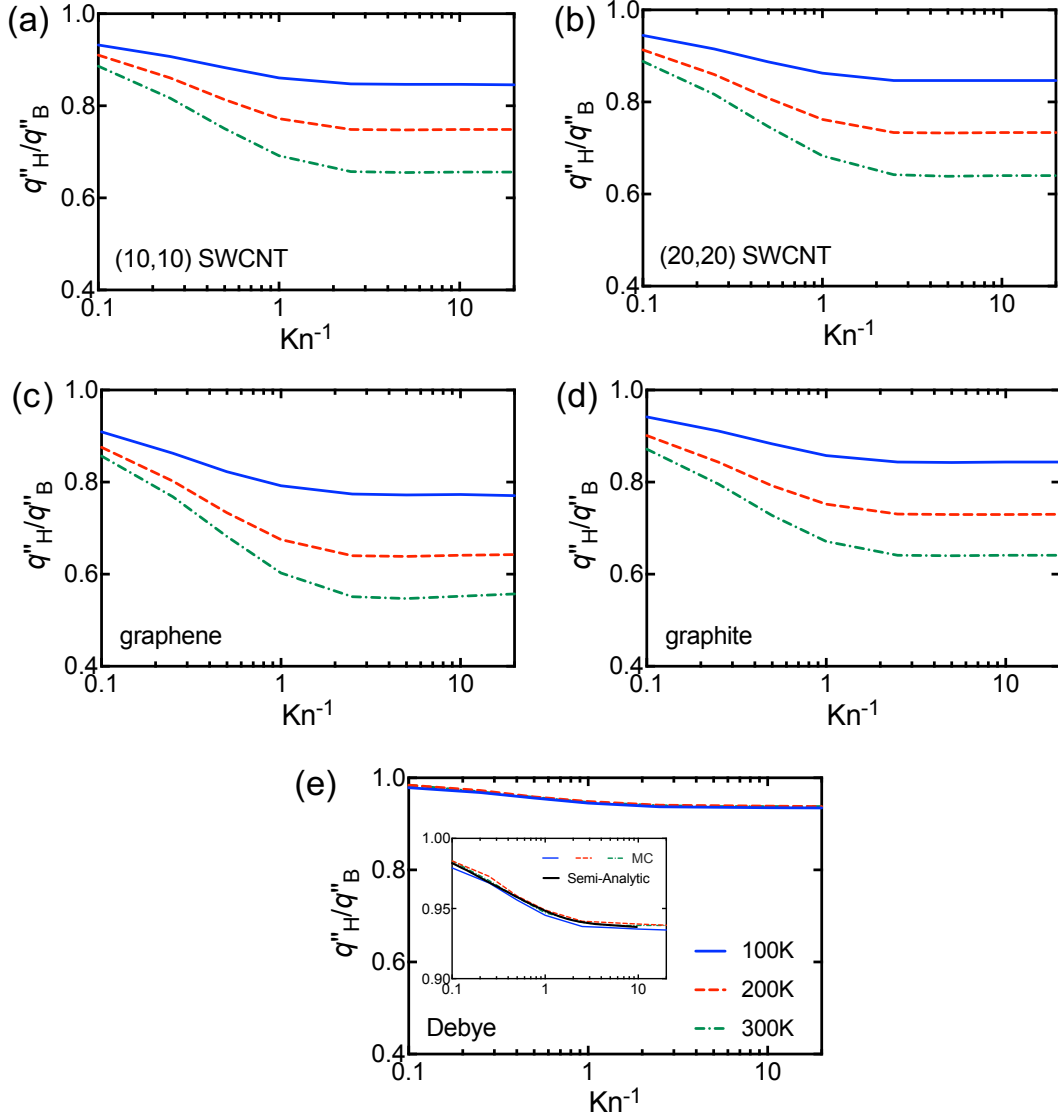 (a)
1.0
0.8
0.6
0.4
q"H/q"B
(10,10) SWCNT
0.1
1
10
Kn-1
(b)
1.0
0.8
0.6
0.4
q"H/q"B
(20,20) SWCNT
0.1
1
10
Kn-1
(c)
1.0
0.8
0.6
0.4
q"H/q"B
graphene
0.1
1
10
Kn-1
(d)
1.0
0.8
0.6
0.4
q"H/q"B
graphite
0.1
1
10
Kn-1
(e)
1.0
0.8
0.6
0.4
q"H/q"B
1.00
0.95
0.90
MC
Semi-Analytic
0.1
1
10
100K
200K
300K
Debye
0.1
1
10
Kn-1